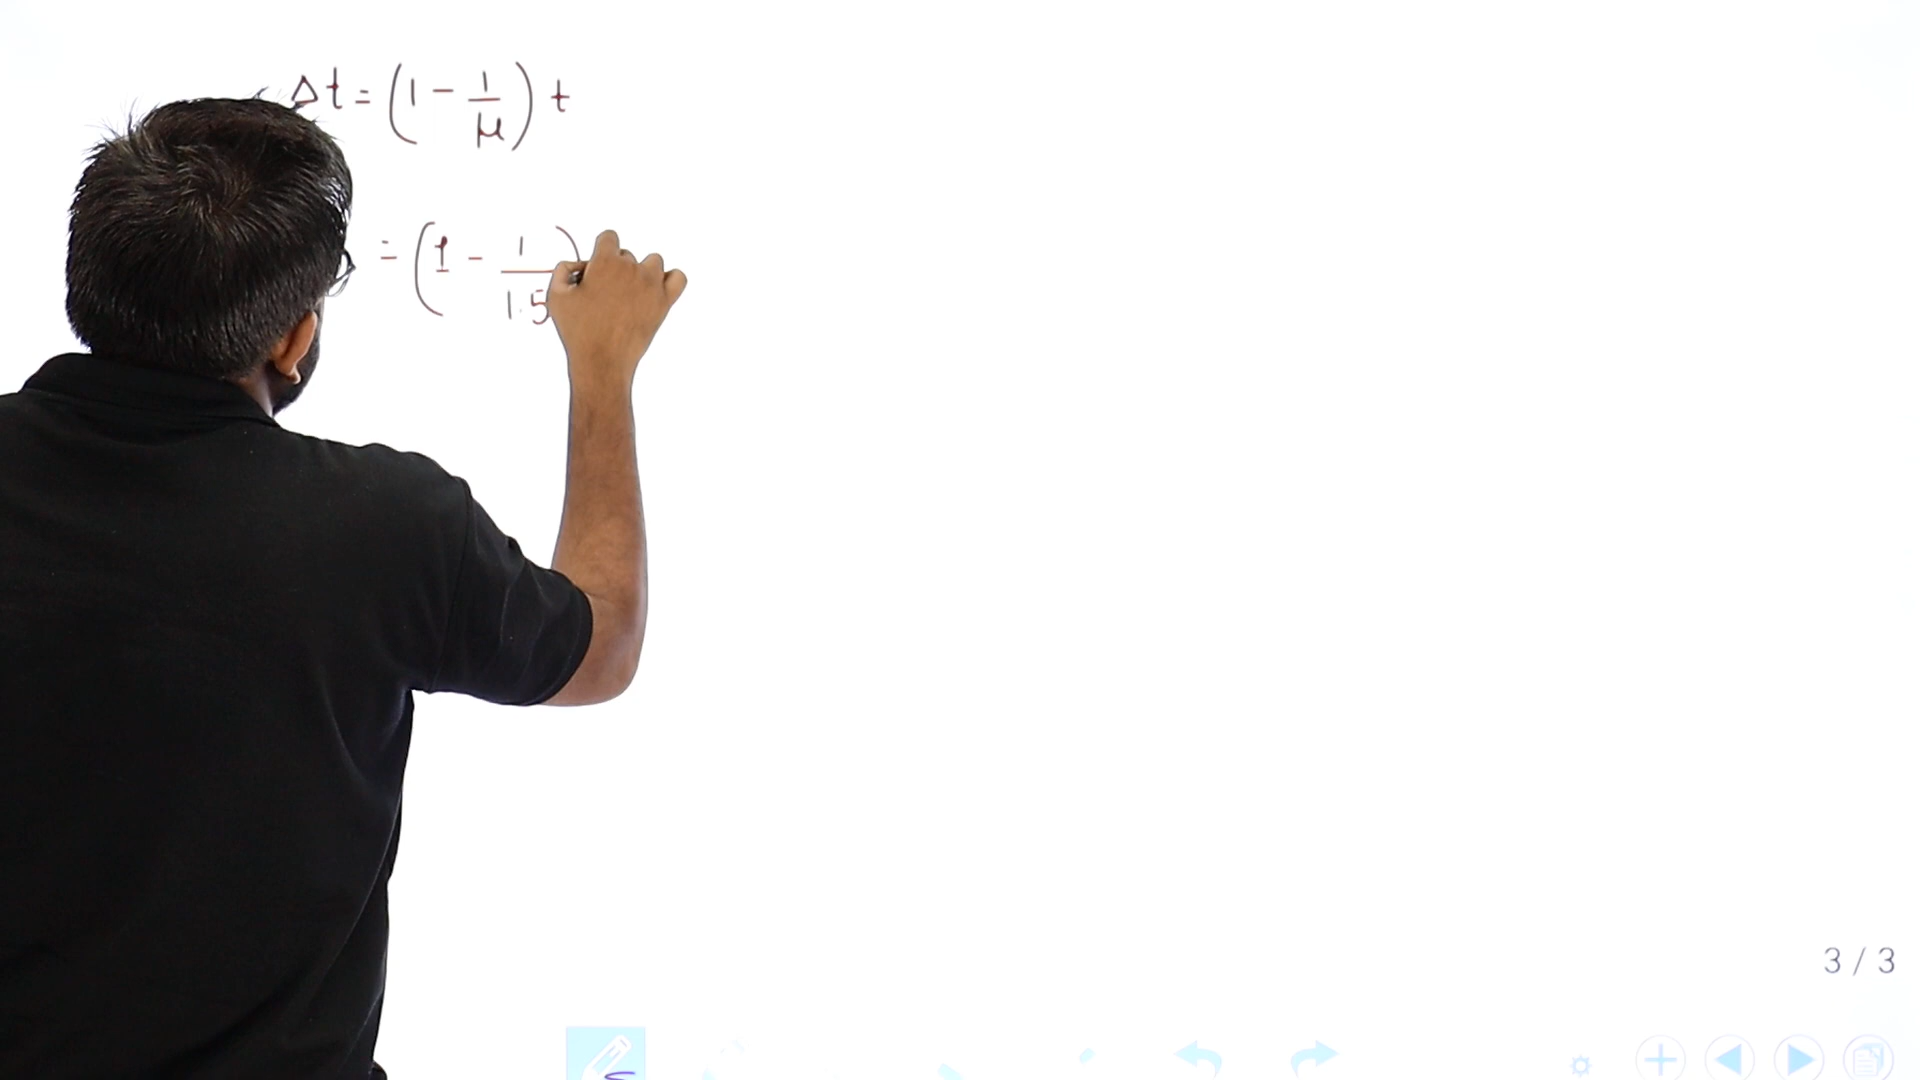 Δt = (1 - 1/μ) t
= (1 - 1/1.5)
3 / 3